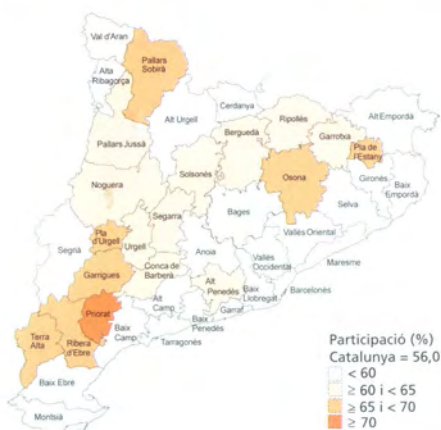 Val d'Aran
Pallars
Sobirà
Alta
Ribagorça
Cerdanya
Alt Urgell
Ripollès
Alt Empordà
Berguedà
Garrotxa
Pla de
l'Estany
Pallars Jussà
Solsonès
Gironès
Osona
Baix
Empordà
Noguera
Selva
Bages
Segarra
Pla
d'Urgell
Urgell
Vallès Oriental
Segrià
Anoia
Vallès
Occidental
Maresme
Garrigues
Conca de
Barberà
Alt
Penedès
Baix
Llobregat
Barcelonès
Alt
Camp
Priorat
Garraf
Baix
Penedès
Baix
Camp
Tarragonès
Terra
Alta
Ribera
d'Ebre
Baix Ebre
Montsià
Participació (%)
Catalunya = 56,0
< 60
≥ 60 i < 65
≥ 65 i < 70
≥ 70